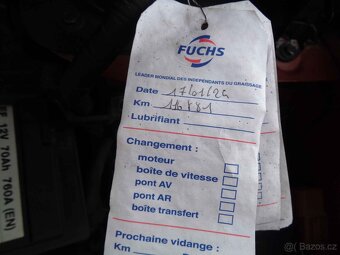 FUCHS
LEADER MONDIAL DES INDEPENDANTS DU GRAISSAGE
Date 17/01/24
Km 116881
Lubrifiant
Changement :
moteur
boîte de vitesse
pont AV
pont AR
boîte transfert
Prochaine vidange :
Km
12V 70Ah 760A (EN)
Bazos.cz